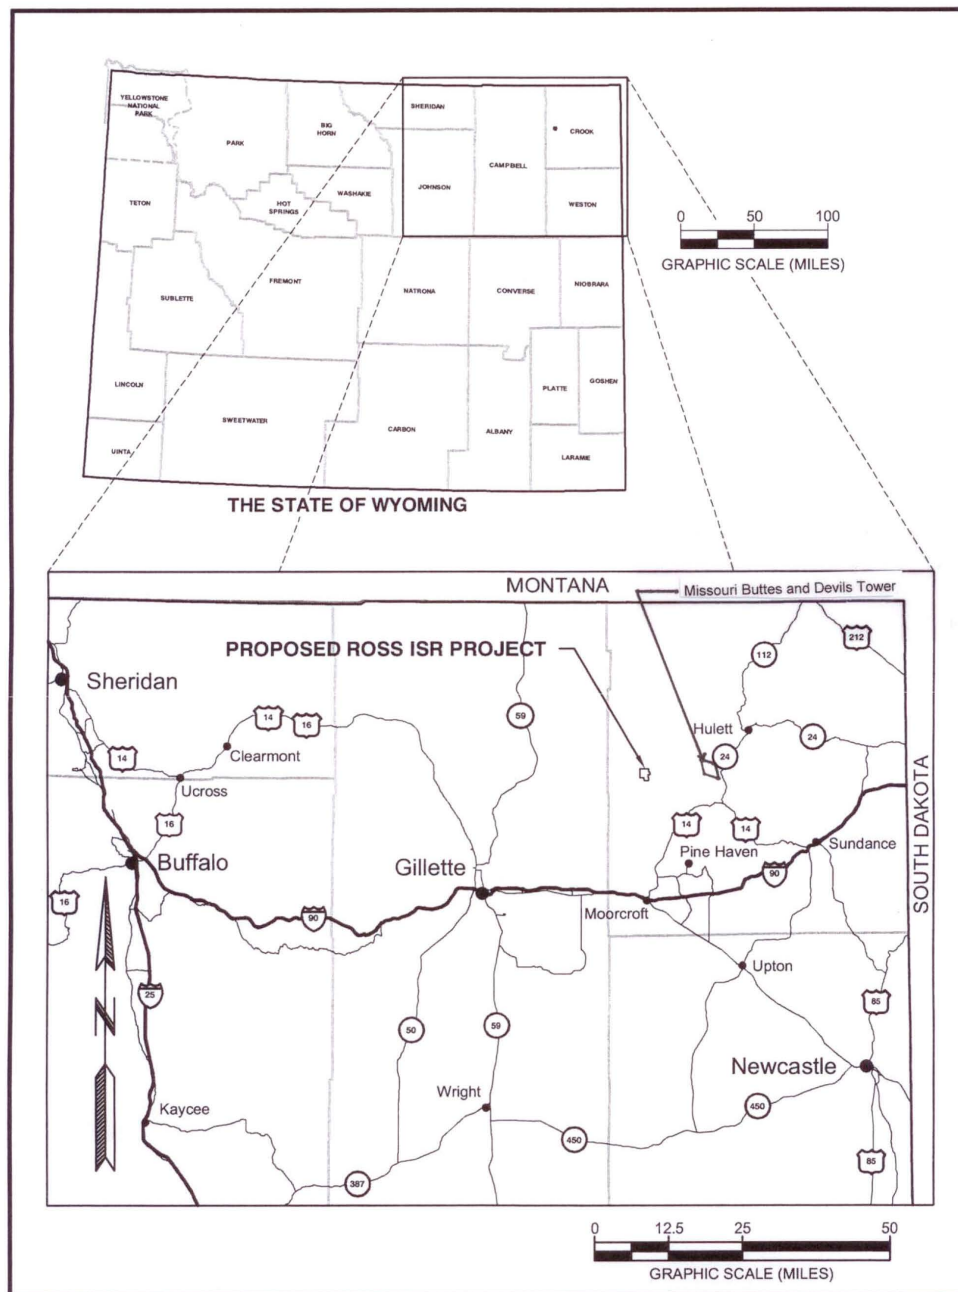 YELLOWSTONE
NATIONAL
PARK
PARK
BIG
HORN
SHERIDAN
CROOK
CAMPBELL
JOHNSON
WASHAKIE
HOT
SPRINGS
TETON
WESTON
0 50 100
GRAPHIC SCALE (MILES)
FREMONT
SUBLETTE
NATRONA
CONVERSE
NIOBRARA
LINCOLN
PLATTE
GOSHEN
SWEETWATER
CARBON
ALBANY
UINTA
LARAMIE
THE STATE OF WYOMING
MONTANA
Missouri Buttes and Devils Tower
PROPOSED ROSS ISR PROJECT
212
112
Sheridan
14
16
59
Hulett
24
24
Clearmont
14
Ucross
SOUTH DAKOTA
16
14
14
Buffalo
Gillette
Pine Haven
Sundance
90
16
90
Moorcroft
Upton
N
25
50
59
85
Newcastle
Kaycee
Wright
450
450
85
387
0 12.5 25 50
GRAPHIC SCALE (MILES)